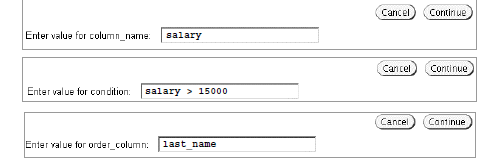 Cancel Continue
Enter value for column_name: salary
Cancel Continue
Enter value for condition: salary > 15000
Cancel Continue
Enter value for order_column: last_name